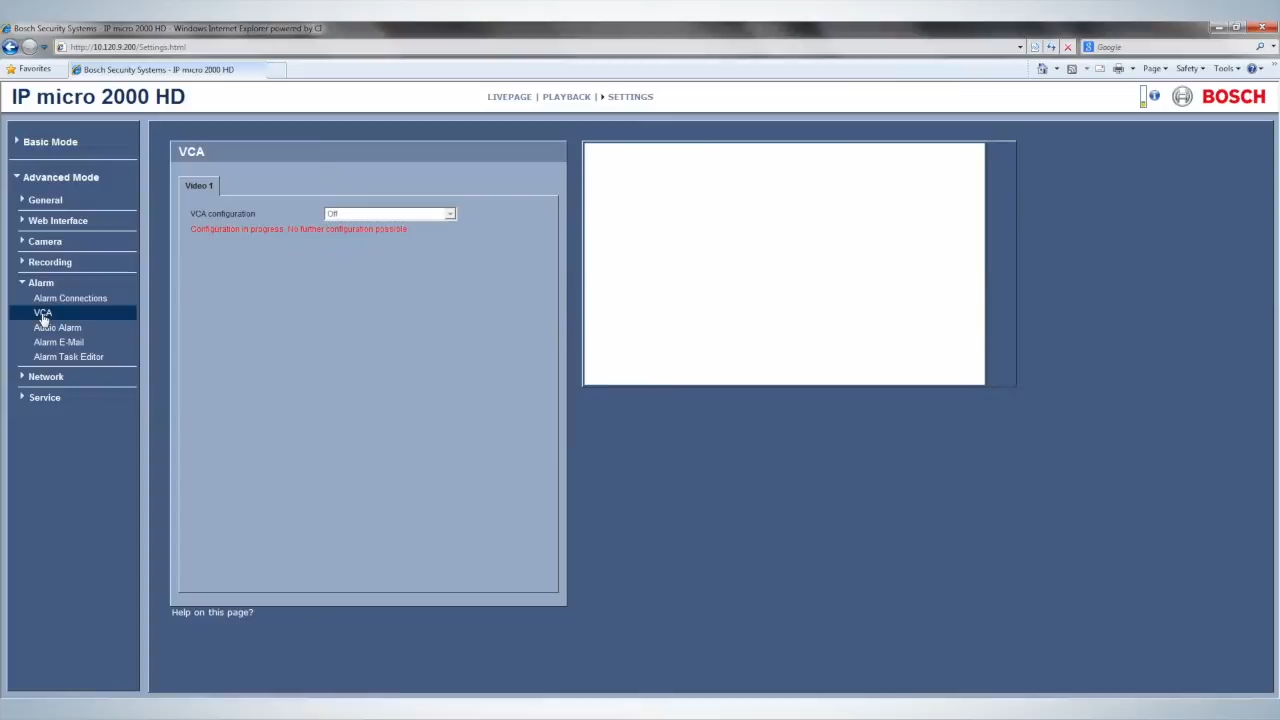 Bosch Security Systems - IP micro 2000 HD - Windows Internet Explorer powered by CI
http://10.120.9.200/Settings.html
Google
Favorites
Bosch Security Systems - IP micro 2000 HD
Page
Safety
Tools
IP micro 2000 HD
LIVEPAGE | PLAYBACK | SETTINGS
BOSCH
Basic Mode
Advanced Mode
General
Web Interface
Camera
Recording
Alarm
Alarm Connections
VCA
Audio Alarm
Alarm E-Mail
Alarm Task Editor
Network
Service
VCA
Video 1
VCA configuration
Off
Configuration in progress. No further configuration possible.
Help on this page?